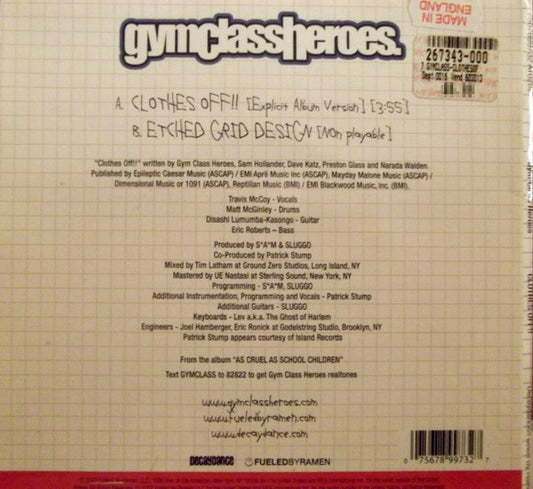 MADE IN
ENGLAND
gymclassheroes.
267343-000
7 GYMCLASS-CLOTHESOF
Dept 0016 Vend 602013
A. CLOTHES OFF!! [Explicit Album Version] [3:55]
B. ETCHED GRID DESIGN [Non playable]
"Clothes Off!!" written by Gym Class Heroes, Sam Hollander, Dave Katz, Preston Glass and Narada Walden.
Published by Epileptic Caesar Music (ASCAP) / EMI April Music Inc (ASCAP), Mayday Malone Music (ASCAP) /
Dimensional Music or 1091 (ASCAP), Reptilian Music (BMI) / EMI Blackwood Music, Inc. (BMI).
Travis McCoy - Vocals
Matt McGinley - Drums
Disashi Lumumba-Kasongo - Guitar
Eric Roberts – Bass
Produced by S*A*M & SLUGGO
Co-Produced by Patrick Stump
Mixed by Tim Latham at Ground Zero Studios, Long Island, NY
Mastered by UE Nastasi at Sterling Sound, New York, NY
Programming - S*A*M, SLUGGO
Additional Instrumentation, Programming and Vocals - Patrick Stump
Additional Guitars - SLUGGO
Keyboards - Lev a.k.a. The Ghost of Harlem
Engineers - Joel Hamberger, Eric Ronick at Godelstring Studio, Brooklyn, NY
Patrick Stump appears courtesy of Island Records
From the album "AS CRUEL AS SCHOOL CHILDREN"
Text GYMCLASS to 82822 to get Gym Class Heroes realtones
www.gymclassheroes.com
www.fueledbyramen.com
www.decaydance.com
DECAYDANCE FUELEDBYRAMEN
0 75678 99732 7